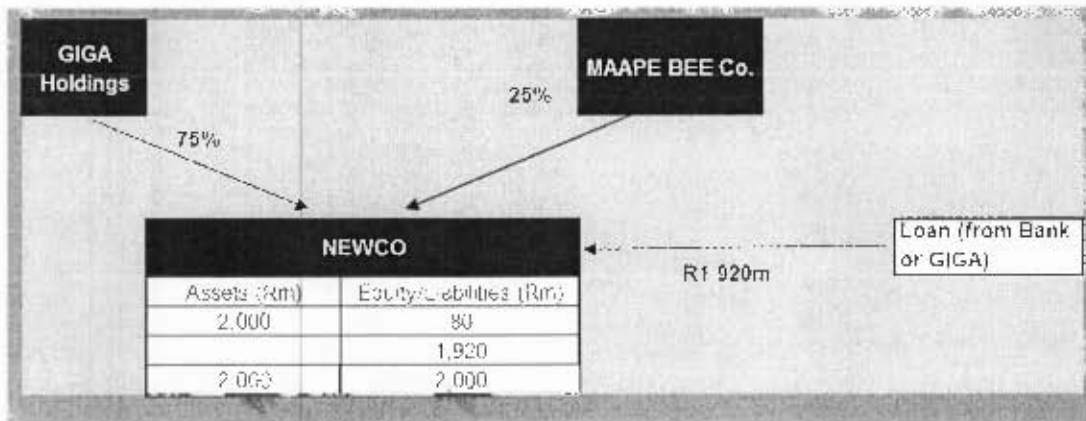 GIGA
Holdings
MAAPE BEE Co.
75%
25%
NEWCO
Loan (from Bank
or GIGA)
R1 920m
Assets (Rm) Equity/Liabilities (Rm)
2,000 80
1,920
2,000 2,000